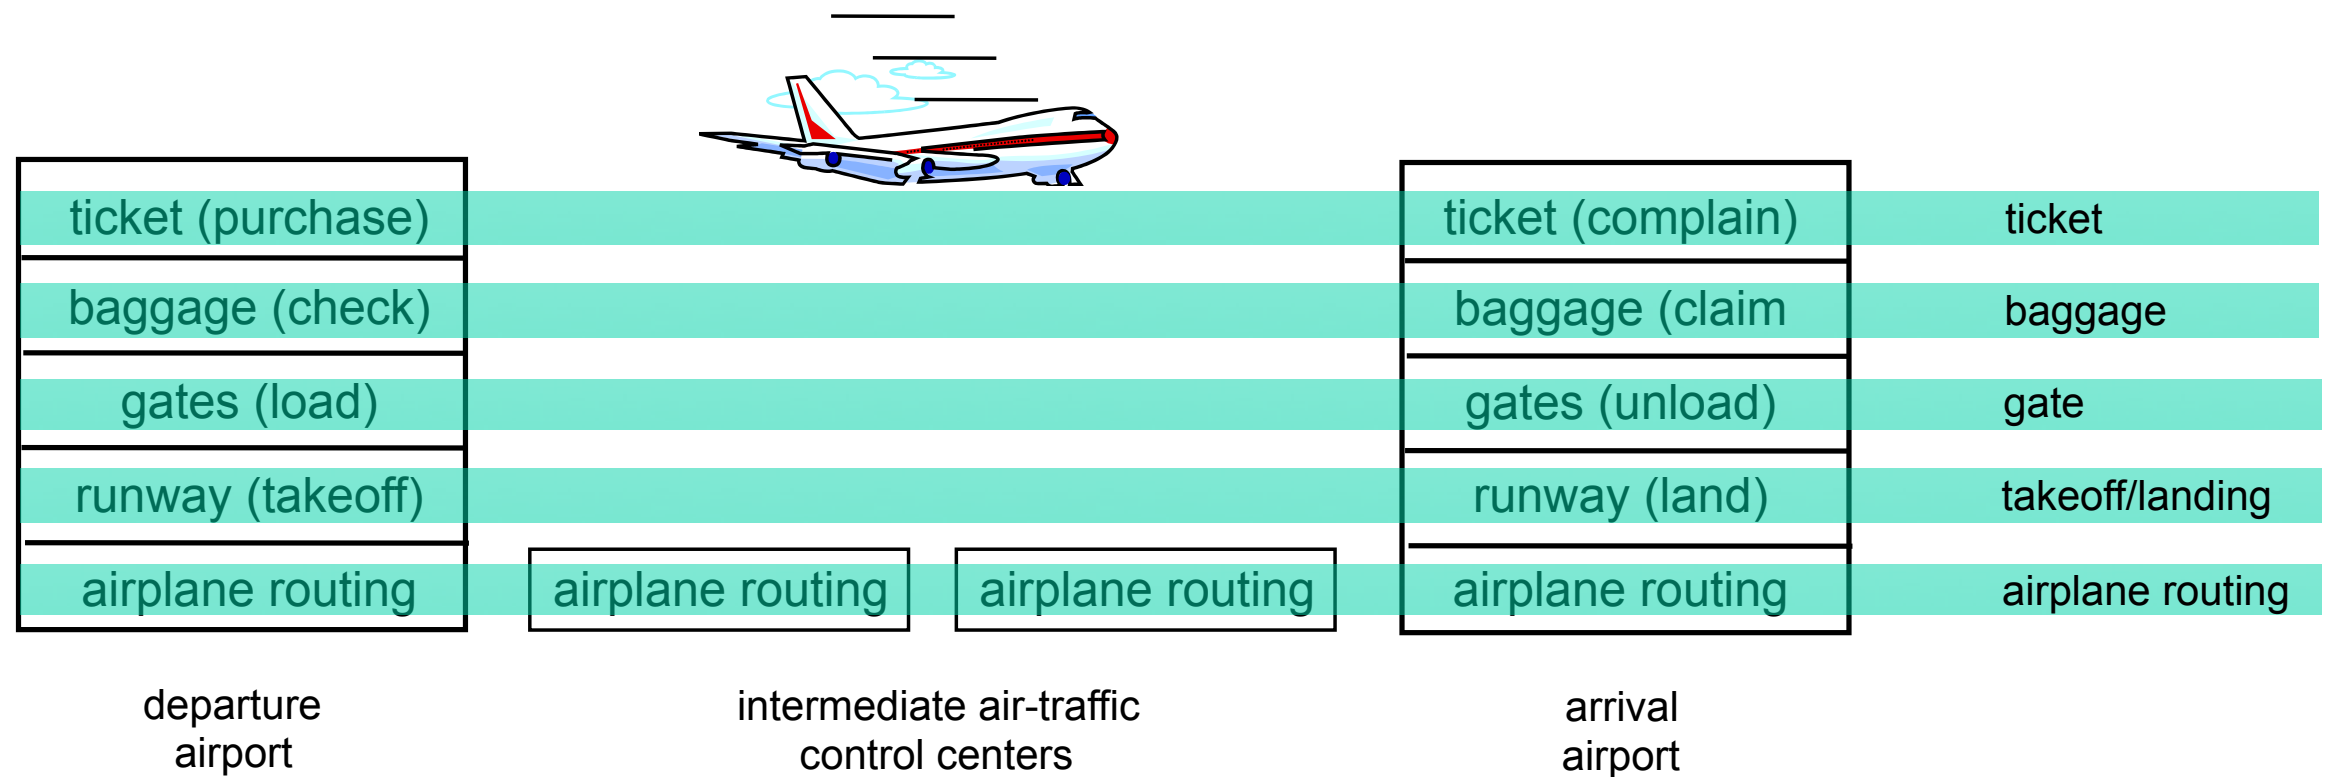 ticket (purchase)
ticket (complain)
ticket
baggage (check)
baggage (claim
baggage
gates (load)
gates (unload)
gate
runway (takeoff)
runway (land)
takeoff/landing
airplane routing
airplane routing
airplane routing
airplane routing
airplane routing
departure
airport
intermediate air-traffic
control centers
arrival
airport